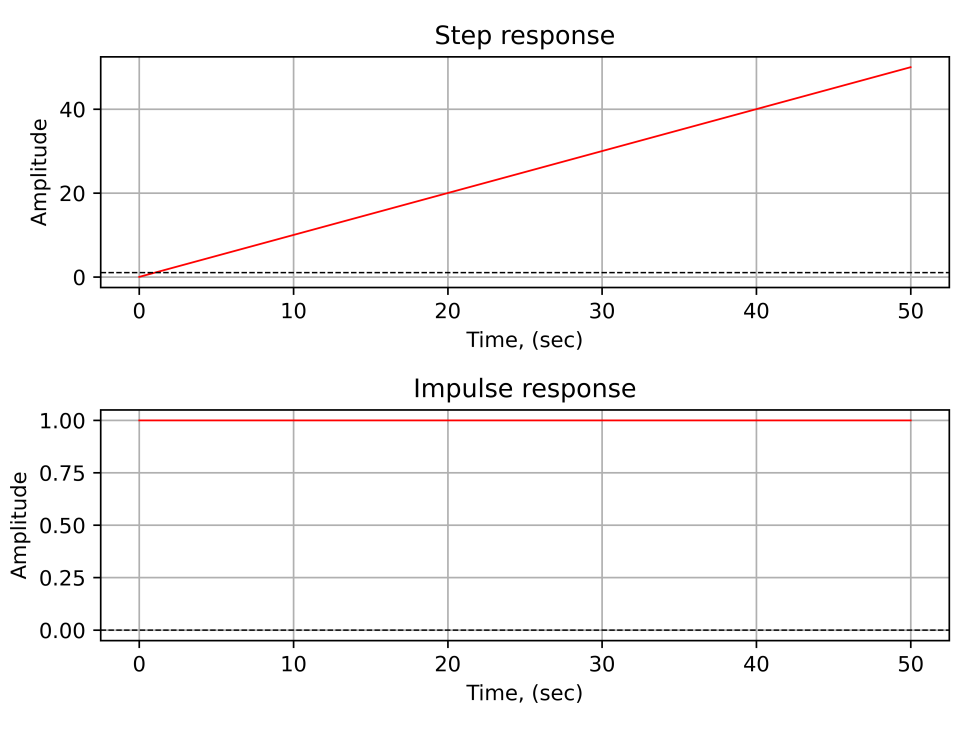 Step response
40
20
0
Amplitude
0 10 20 30 40 50
Time, (sec)
Impulse response
1.00
0.75
0.50
0.25
0.00
Amplitude
0 10 20 30 40 50
Time, (sec)